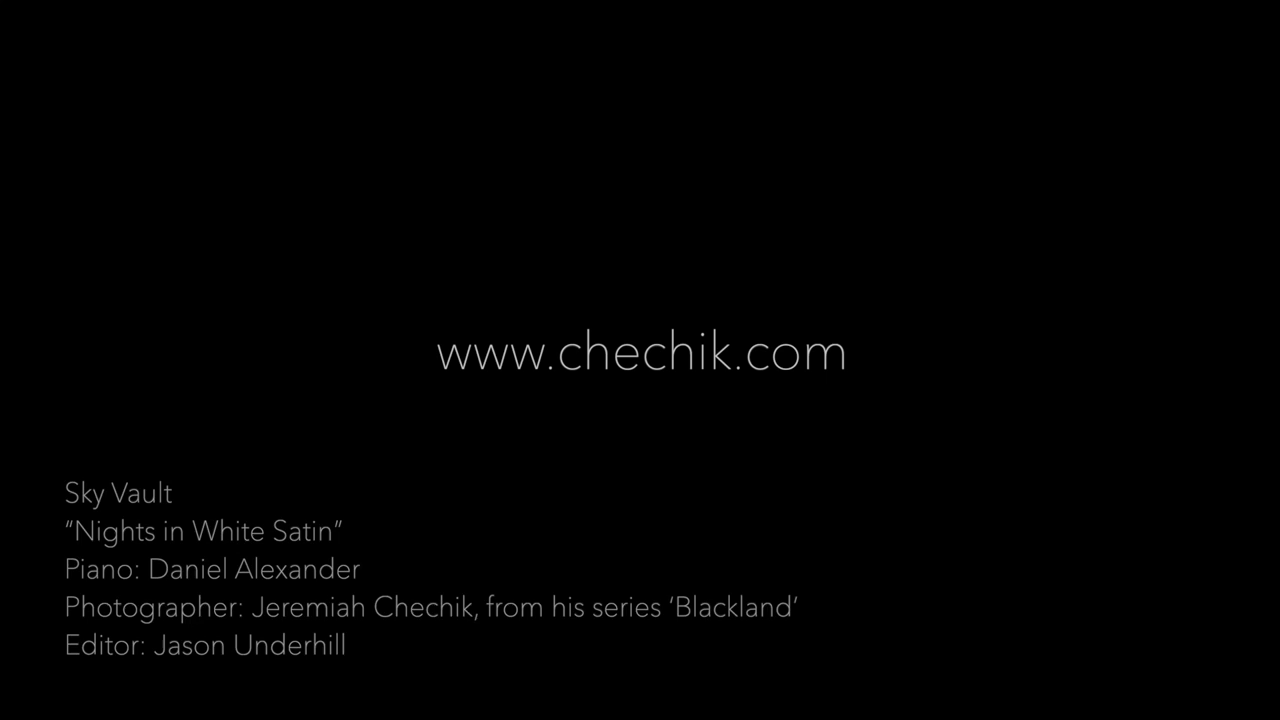 www.chechik.com
Sky Vault
“Nights in White Satin”
Piano: Daniel Alexander
Photographer: Jeremiah Chechik, from his series ‘Blackland’
Editor: Jason Underhill